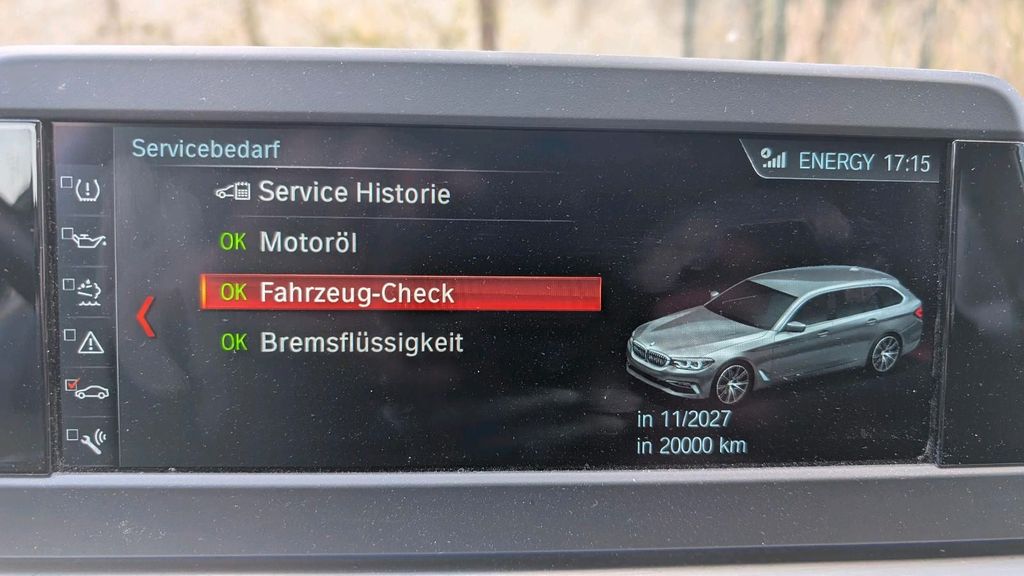 Servicebedarf
ENERGY 17:15
Service Historie
OK Motoröl
OK Fahrzeug-Check
OK Bremsflüssigkeit
in 11/2027
in 20000 km